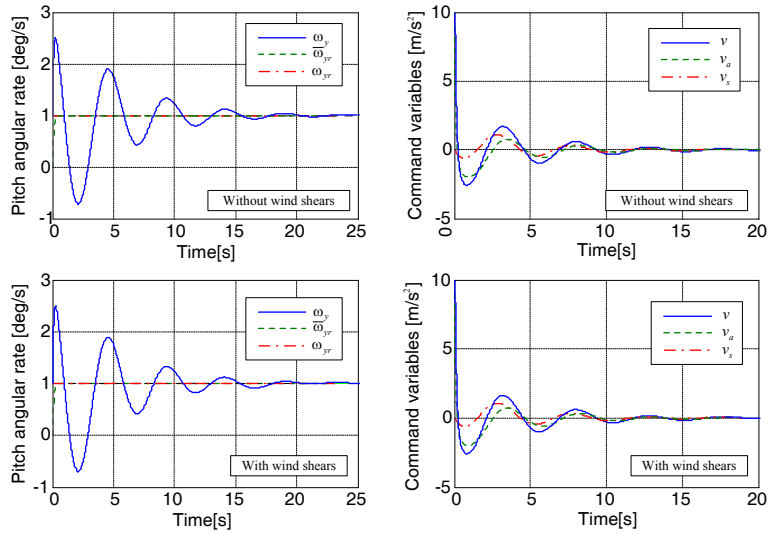 Pitch angular rate [deg/s]
3
2
1
0
-1
ω_y
ω̅_yr
ω_yr
Without wind shears
0 5 10 15 20 25
Time[s]
Command variables [m/s²]
10
5
0
-5
v
v_a
v_s
Without wind shears
0 5 10 15 20
Time[s]
Pitch angular rate [deg/s]
3
2
1
0
-1
ω_y
ω̅_yr
ω_yr
With wind shears
0 5 10 15 20 25
Time[s]
Command variables [m/s²]
10
5
0
-5
v
v_a
v_s
With wind shears
0 5 10 15 20
Time[s]